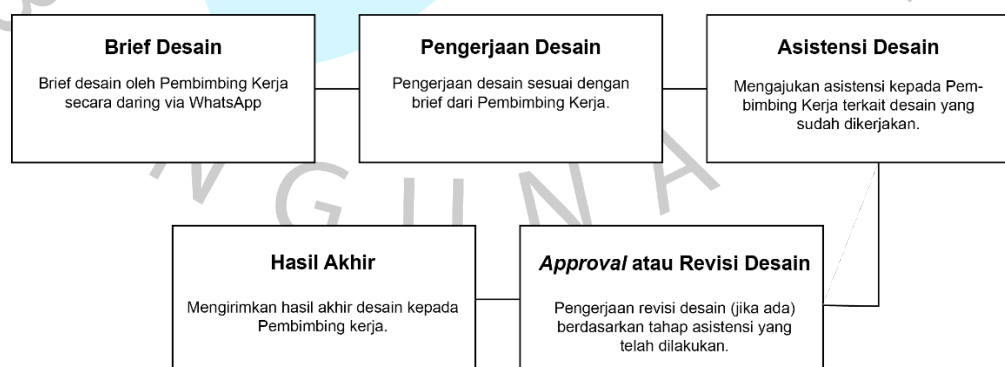 Brief Desain
Brief desain oleh Pembimbing Kerja
secara daring via WhatsApp
Pengerjaan Desain
Pengerjaan desain sesuai dengan
brief dari Pembimbing Kerja.
Asistensi Desain
Mengajukan asistensi kepada Pem-
bimbing Kerja terkait desain yang
sudah dikerjakan.
Hasil Akhir
Mengirimkan hasil akhir desain kepada
Pembimbing kerja.
Approval atau Revisi Desain
Pengerjaan revisi desain (jika ada)
berdasarkan tahap asistensi yang
telah dilakukan.